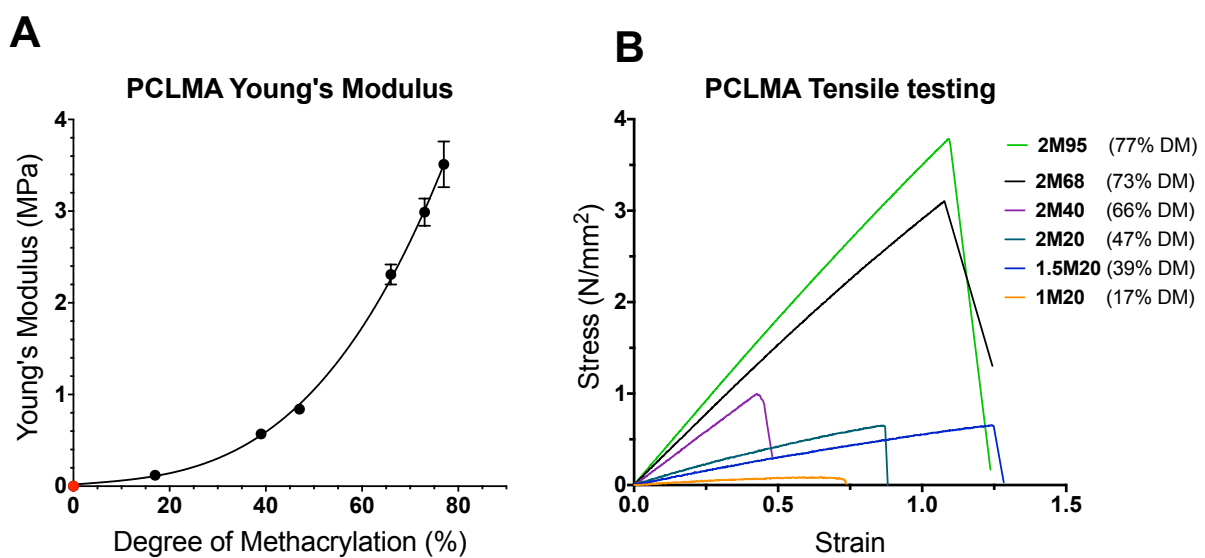 A
PCLMA Young's Modulus
4
3
2
1
0
0
20
40
60
80
Young's Modulus (MPa)
Degree of Methacrylation (%)
B
PCLMA Tensile testing
4
3
2
1
0
0.0
0.5
1.0
1.5
Stress (N/mm²)
Strain
2M95 (77% DM)
2M68 (73% DM)
2M40 (66% DM)
2M20 (47% DM)
1.5M20 (39% DM)
1M20 (17% DM)